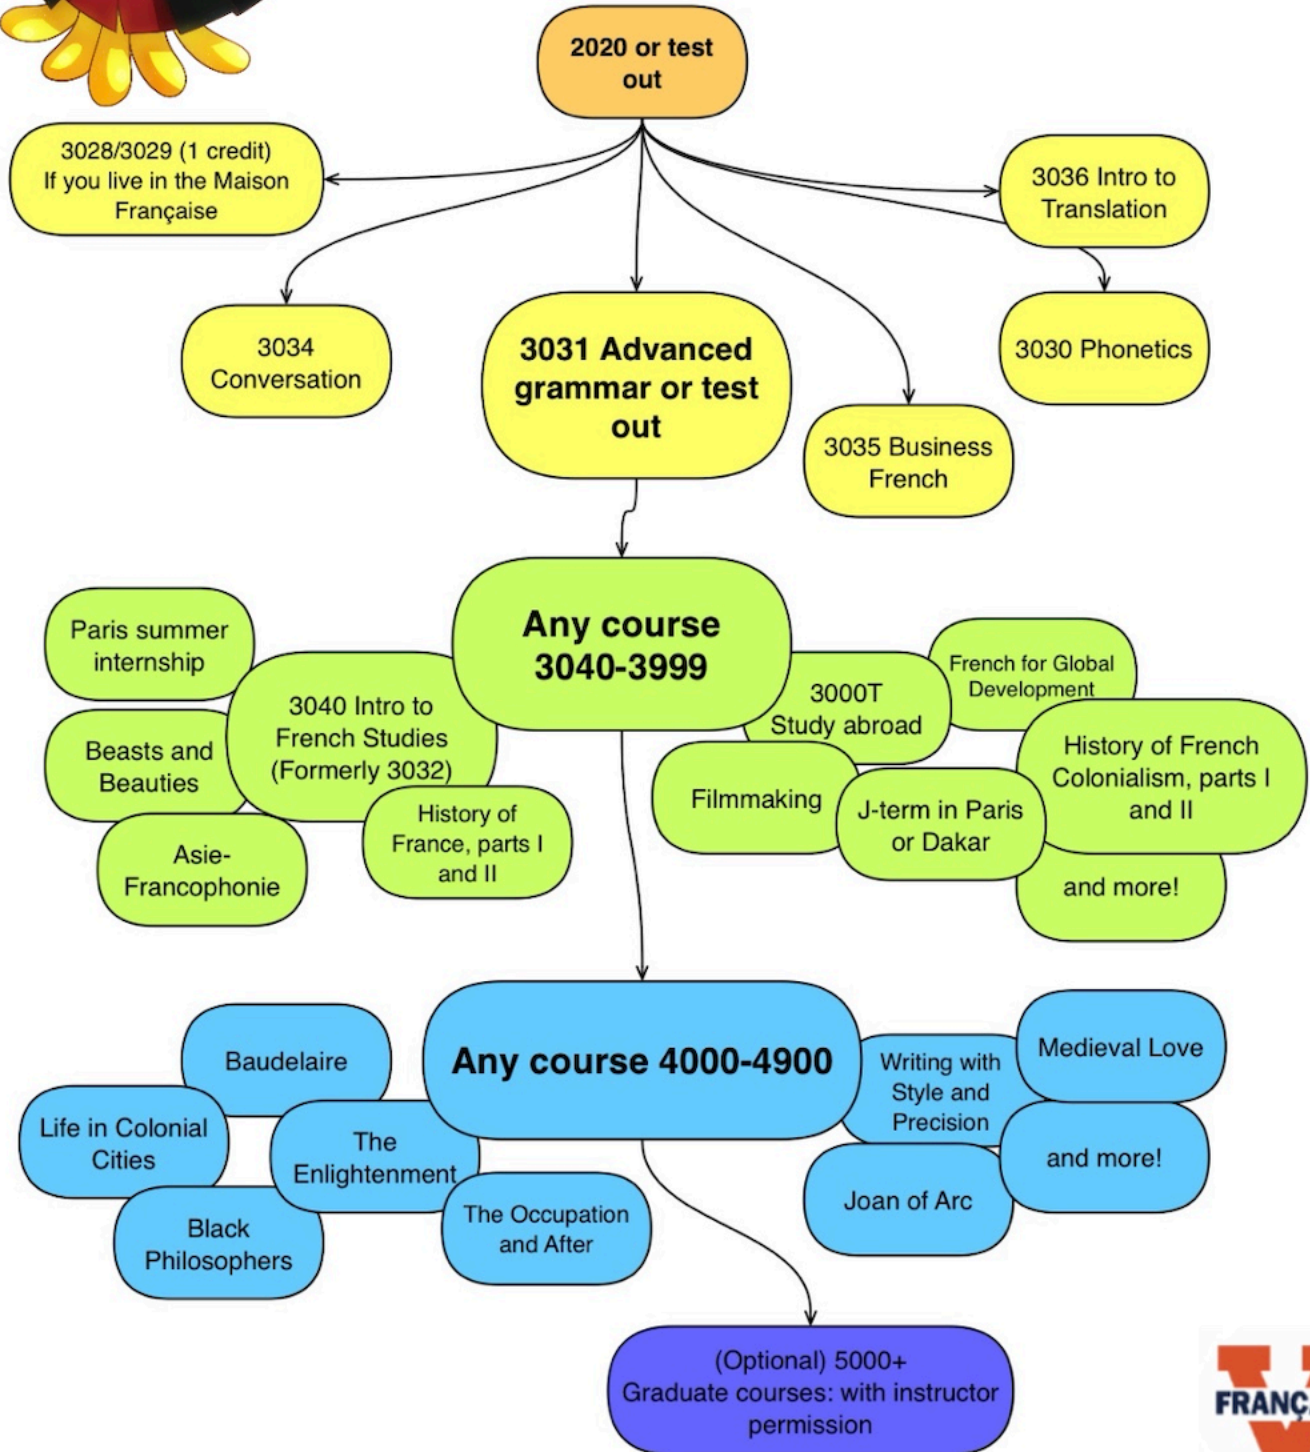 2020 or test
out
3028/3029 (1 credit)
If you live in the Maison
Française
3036 Intro to
Translation
3034
Conversation
3031 Advanced
grammar or test
out
3030 Phonetics
3035 Business
French
Any course
3040-3999
Paris summer
internship
3040 Intro to
French Studies
(Formerly 3032)
Beasts and
Beauties
Asie-
Francophonie
History of
France, parts I
and II
3000T
Study abroad
French for Global
Development
History of French
Colonialism, parts I
and II
Filmmaking
J-term in Paris
or Dakar
and more!
Any course 4000-4900
Baudelaire
Life in Colonial
Cities
The
Enlightenment
Black
Philosophers
The Occupation
and After
Writing with
Style and
Precision
Medieval Love
and more!
Joan of Arc
(Optional) 5000+
Graduate courses: with instructor
permission
FRANÇ